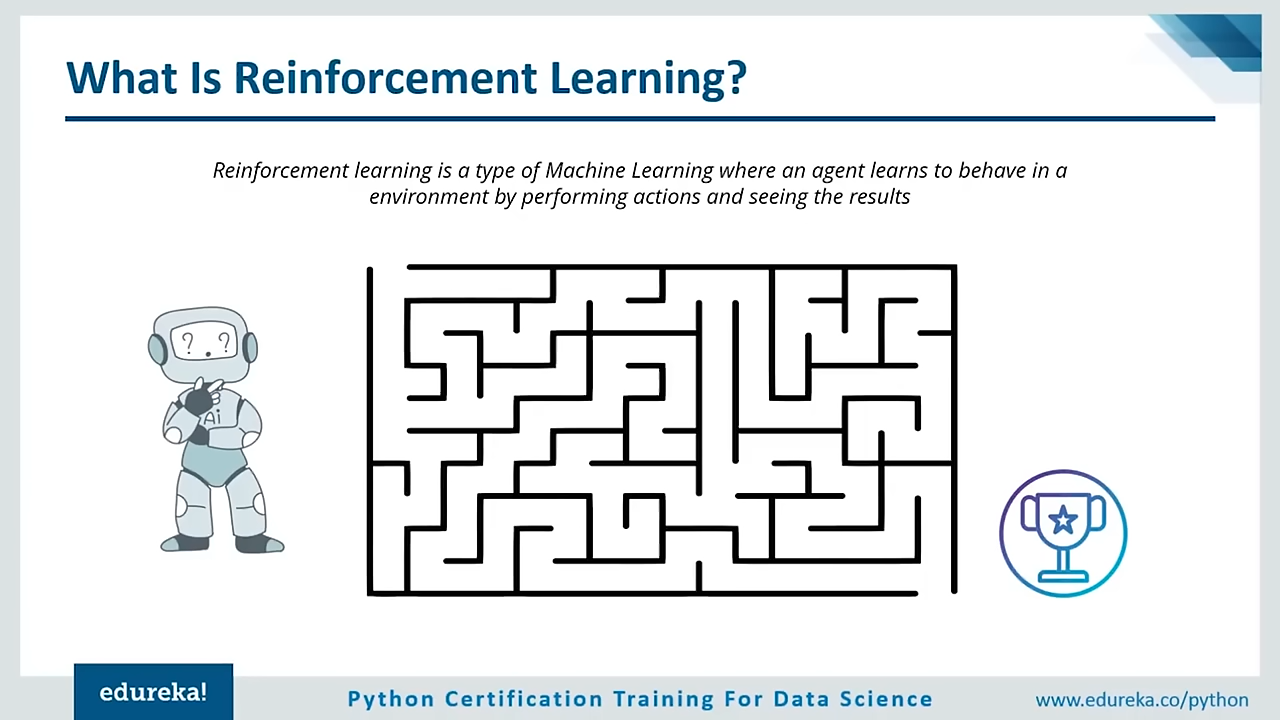 What Is Reinforcement Learning?
Reinforcement learning is a type of Machine Learning where an agent learns to behave in a
environment by performing actions and seeing the results
? ?
Ai
edureka!
Python Certification Training For Data Science
www.edureka.co/python